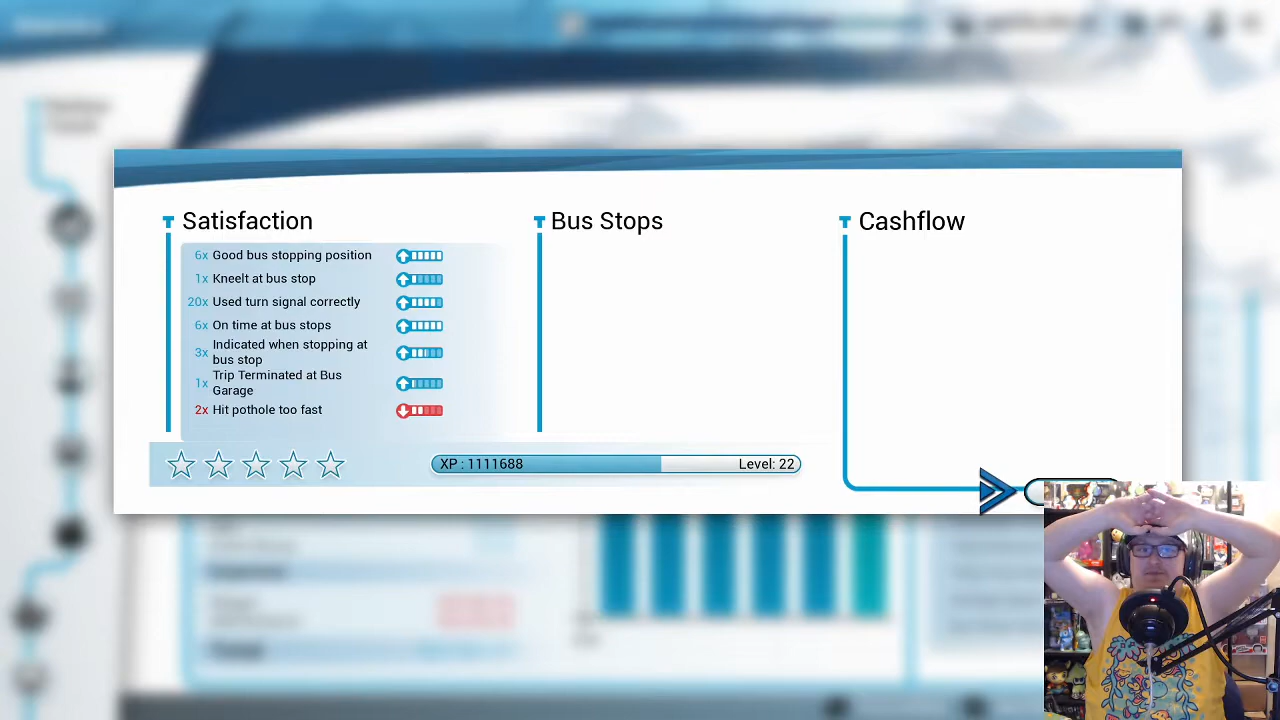 Satisfaction
6x Good bus stopping position
1x Kneelt at bus stop
20x Used turn signal correctly
6x On time at bus stops
3x Indicated when stopping at
bus stop
1x Trip Terminated at Bus
Garage
2x Hit pothole too fast
Bus Stops
Cashflow
XP : 1111688
Level: 22